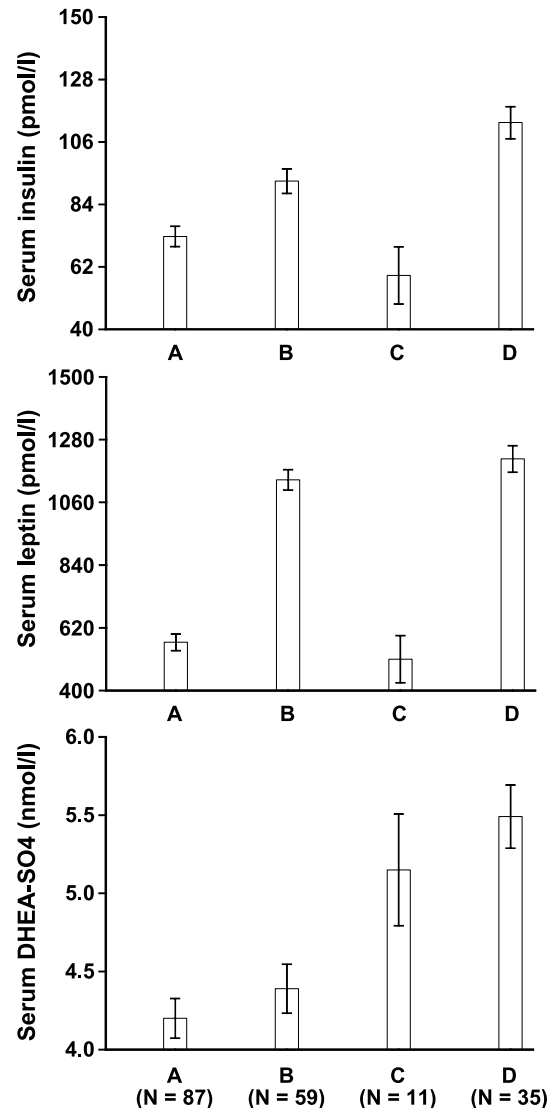 Serum insulin (pmol/l)
150
128
106
84
62
40
A B C D
Serum leptin (pmol/l)
1500
1280
1060
840
620
400
A B C D
Serum DHEA-SO4 (nmol/l)
6.0
5.5
5.0
4.5
4.0
A B C D
(N = 87) (N = 59) (N = 11) (N = 35)